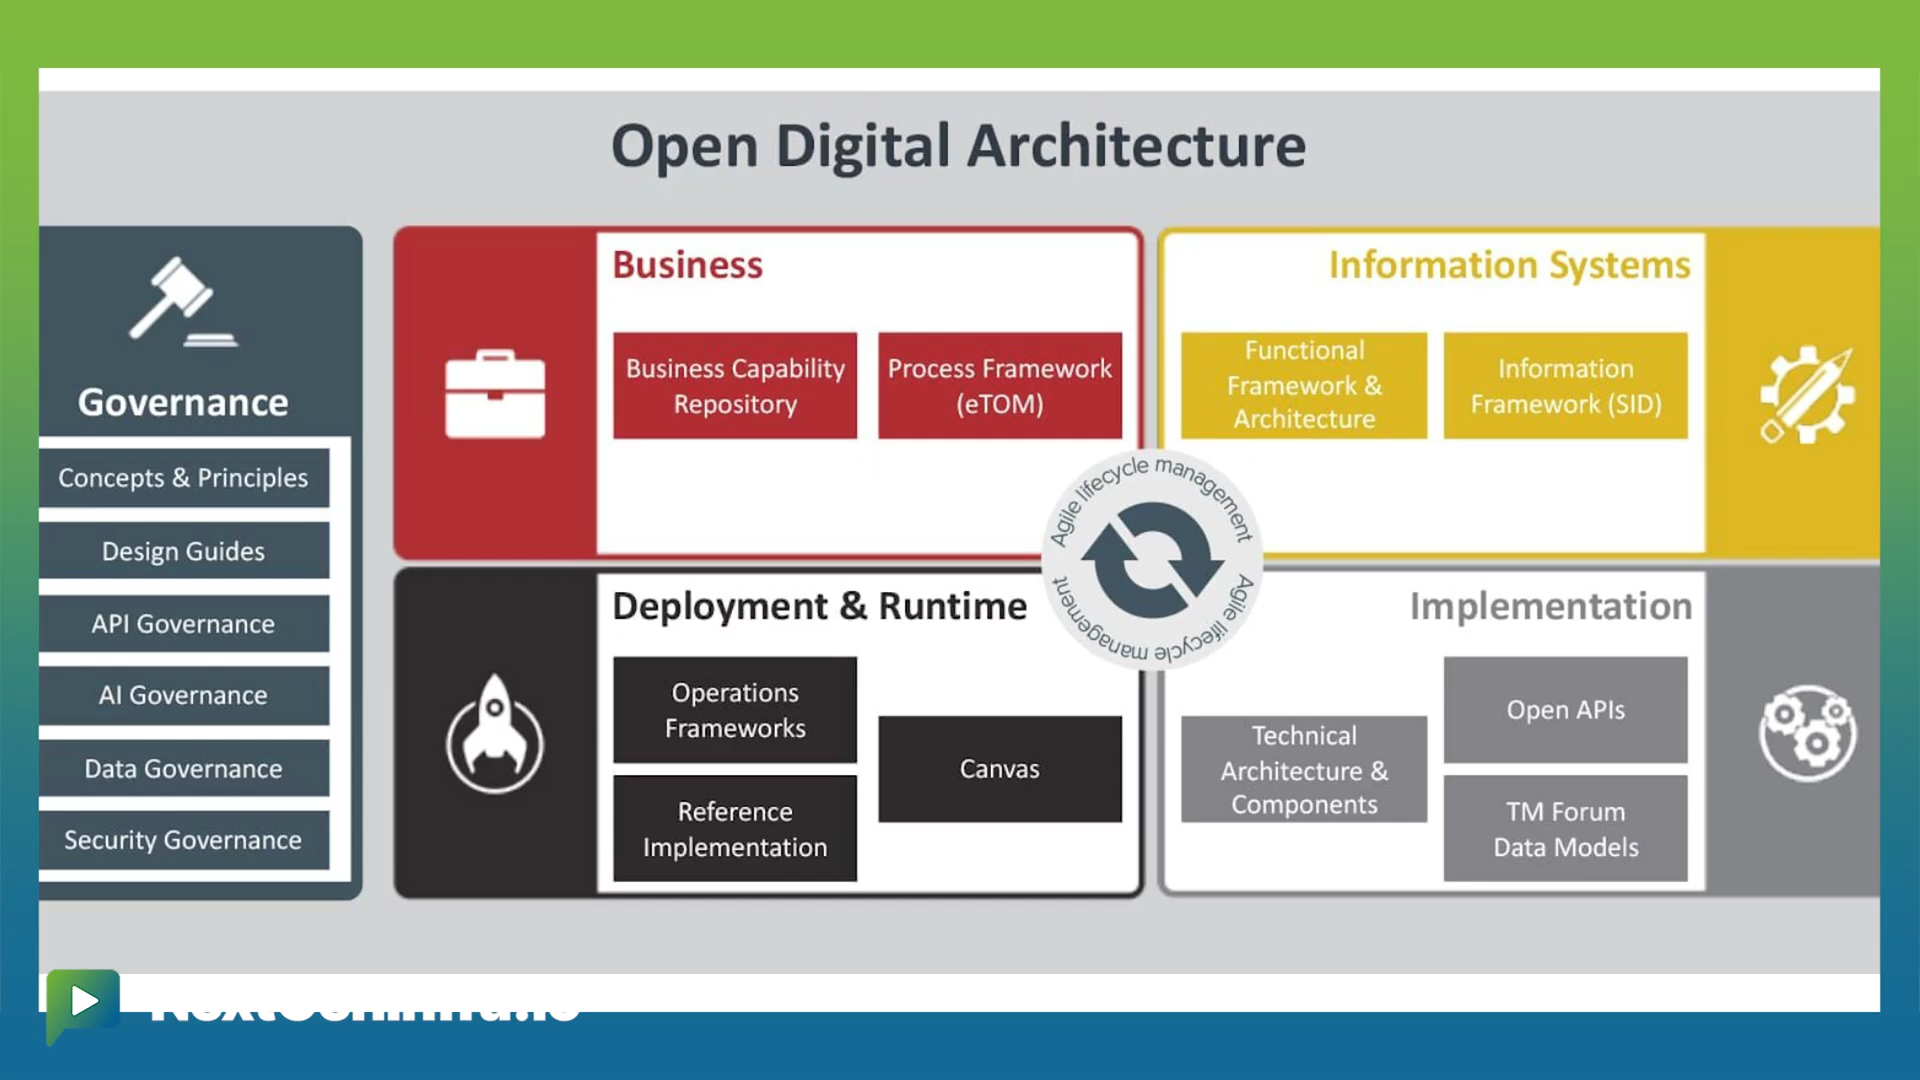 Open Digital Architecture
Governance
Concepts & Principles
Design Guides
API Governance
AI Governance
Data Governance
Security Governance
Business
Business Capability
Repository
Process Framework
(eTOM)
Information Systems
Functional
Framework &
Architecture
Information
Framework (SID)
Agile lifecycle management
Agile lifecycle management
Deployment & Runtime
Operations
Frameworks
Reference
Implementation
Canvas
Implementation
Technical
Architecture &
Components
Open APIs
TM Forum
Data Models